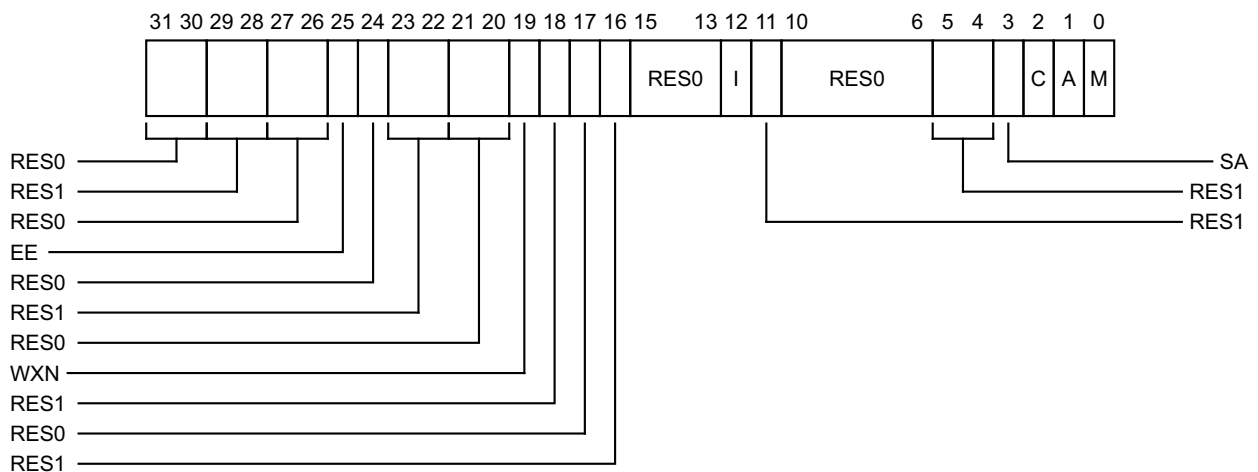 31 30 29 28 27 26 25 24 23 22 21 20 19 18 17 16 15 13 12 11 10 6 5 4 3 2 1 0
RES0 I RES0 C A M
RES0 SA
RES1 RES1
RES0 RES1
EE
RES0
RES1
RES0
WXN
RES1
RES0
RES1